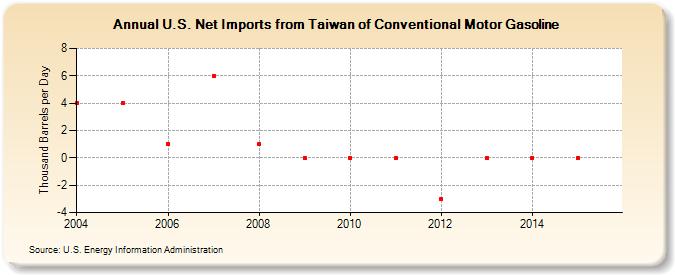 Annual U.S. Net Imports from Taiwan of Conventional Motor Gasoline
Thousand Barrels per Day
8
6
4
2
0
-2
-4
2004 2006 2008 2010 2012 2014
Source: U.S. Energy Information Administration